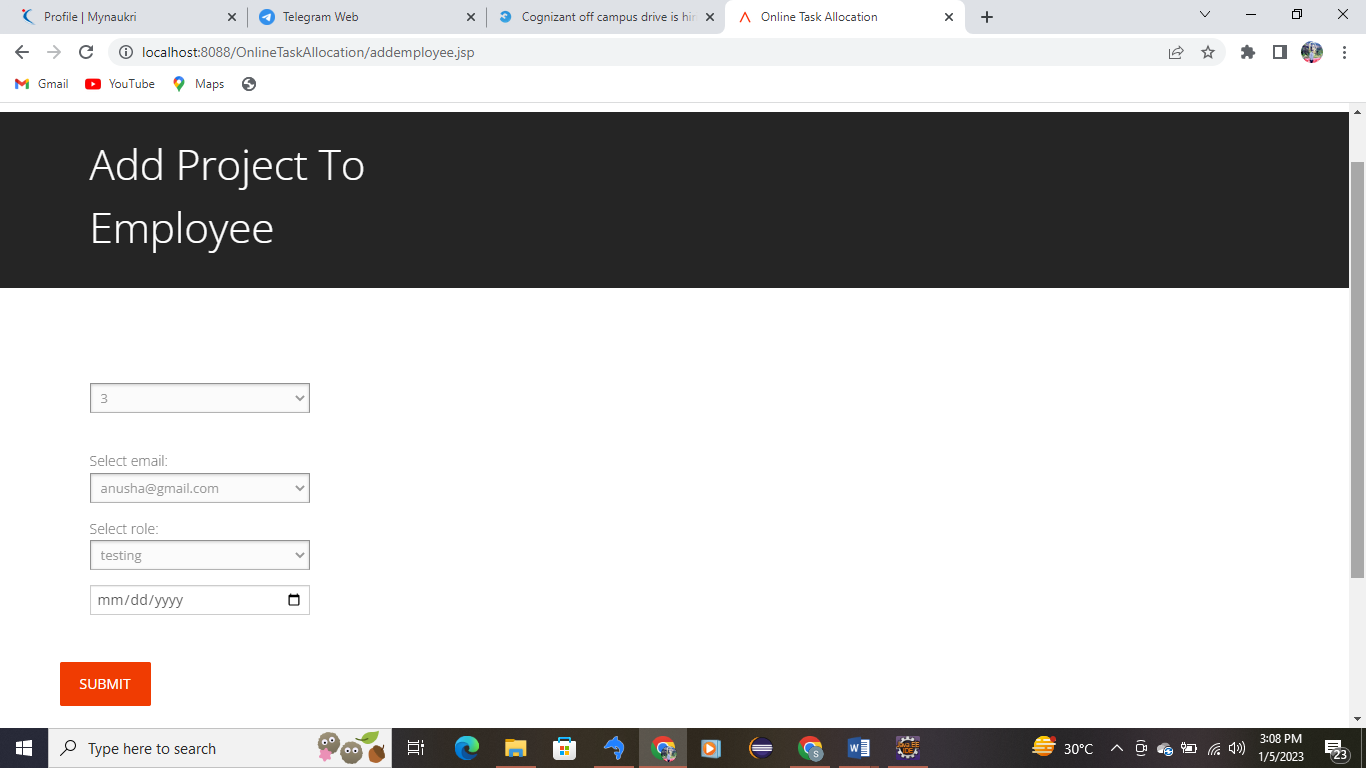 Profile | Mynaukri
Telegram Web
Cognizant off campus drive is hir
Online Task Allocation
localhost:8088/OnlineTaskAllocation/addemployee.jsp
Gmail
YouTube
Maps
Add Project To
Employee
3
Select email:
anusha@gmail.com
Select role:
testing
mm/dd/yyyy
SUBMIT
Type here to search
S
W
30°C
3:08 PM
1/5/2023
23